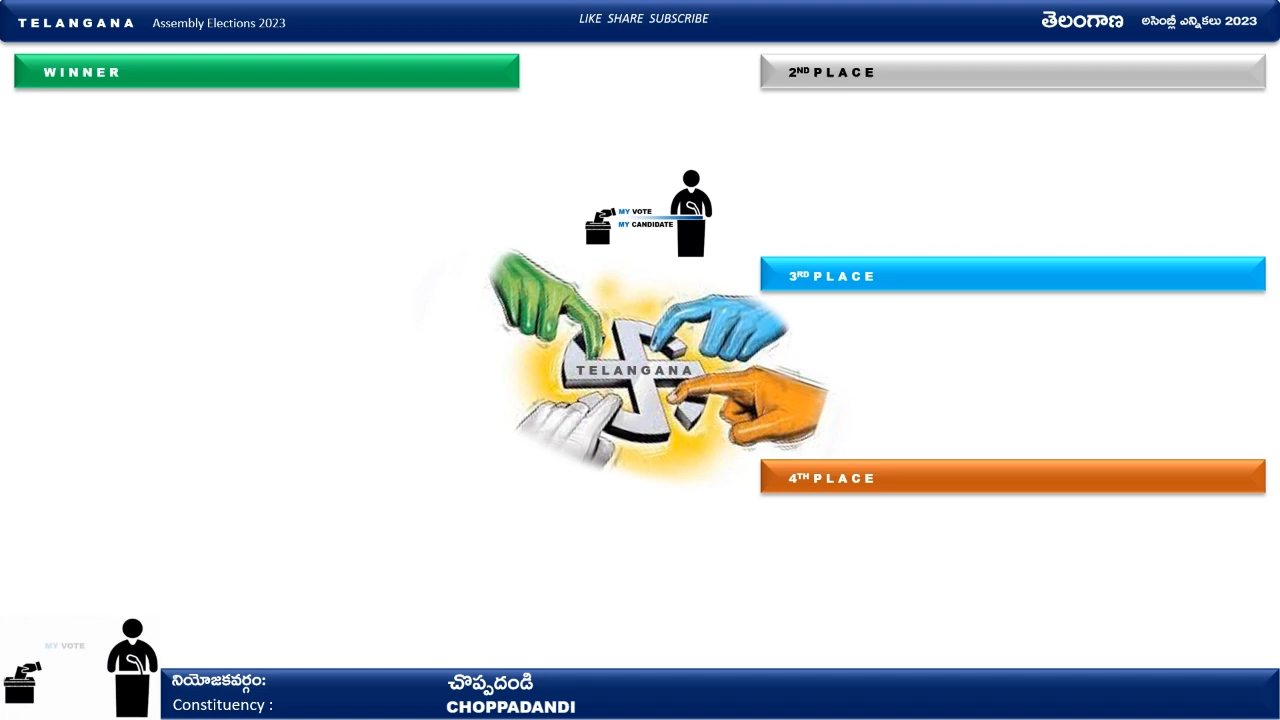 TELANGANA Assembly Elections 2023
LIKE SHARE SUBSCRIBE
తెలంగాణ అసెంబ్లీ ఎన్నికలు 2023
WINNER
2ND PLACE
MY VOTE
MY CANDIDATE
3RD PLACE
TELANGANA
4TH PLACE
MY VOTE
నియోజకవర్గం: చొప్పదండి
Constituency : CHOPPADANDI